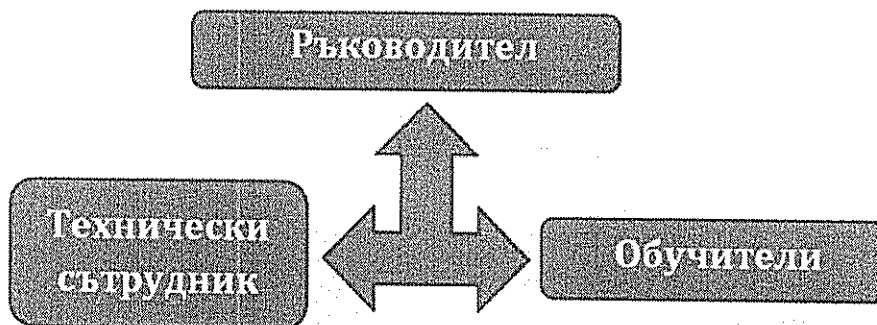 Ръководител
Технически
сътрудник
Обучители